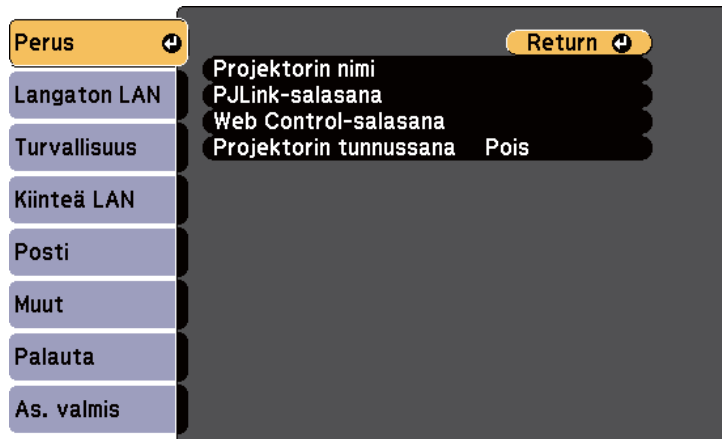 Perus
Langaton LAN
Turvallisuus
Kiinteä LAN
Posti
Muut
Palauta
As. valmis
Return
Projektorin nimi
PJLink-salasana
Web Control-salasana
Projektorin tunnussana Pois